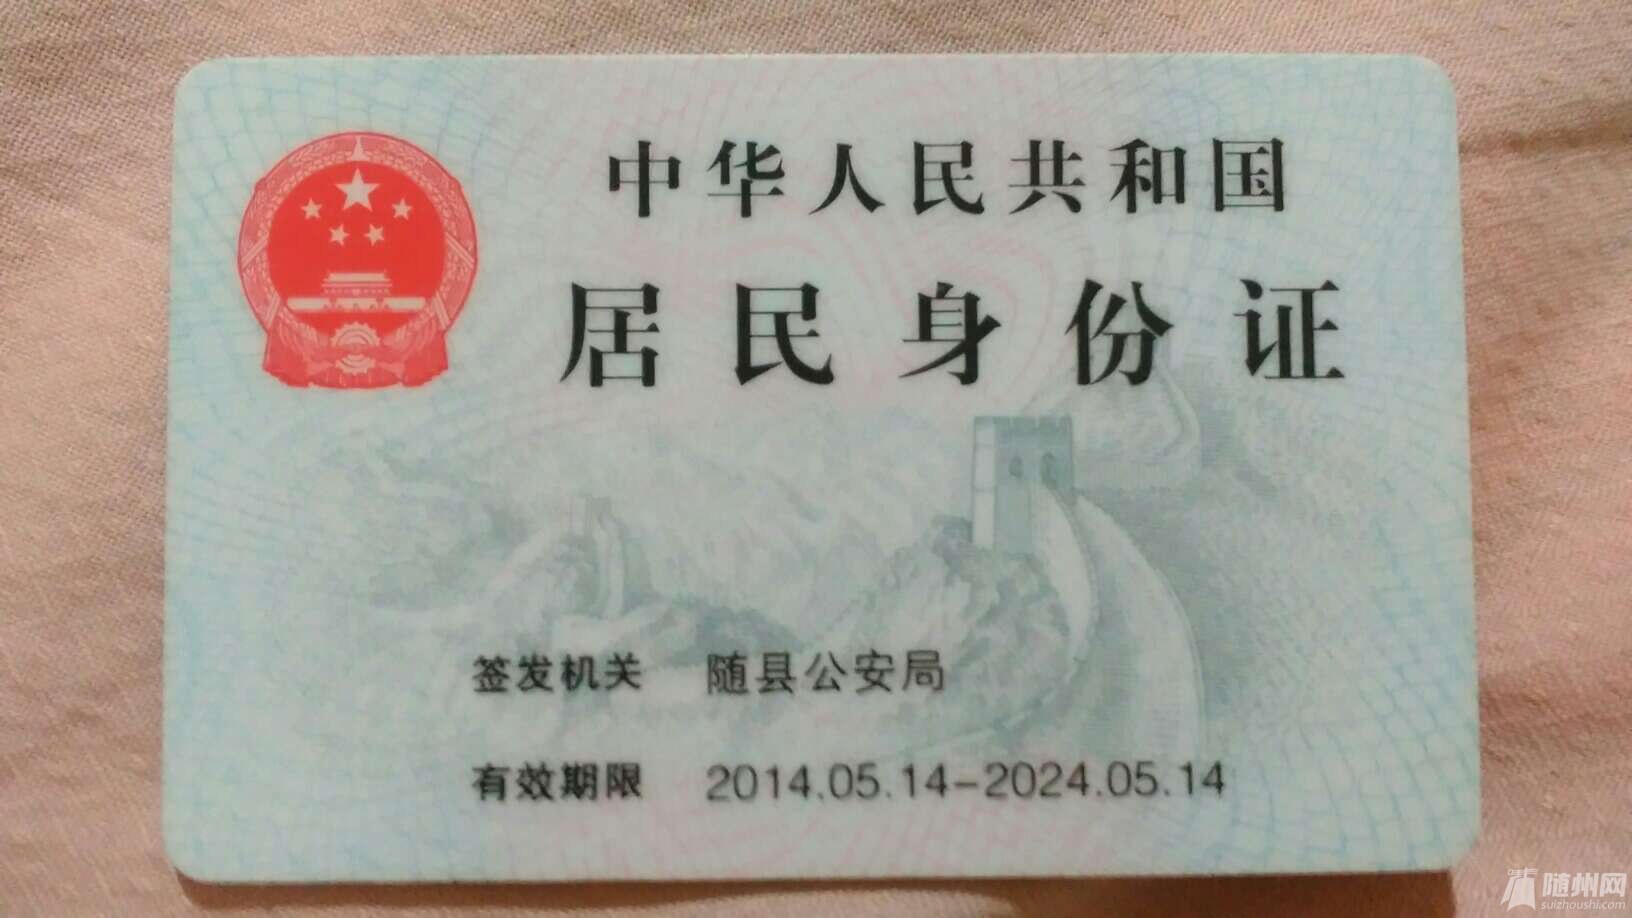 中华人民共和国
居民身份证
签发机关 随县公安局
有效期限 2014.05.14-2024.05.14
随州网
suizhoushi.com